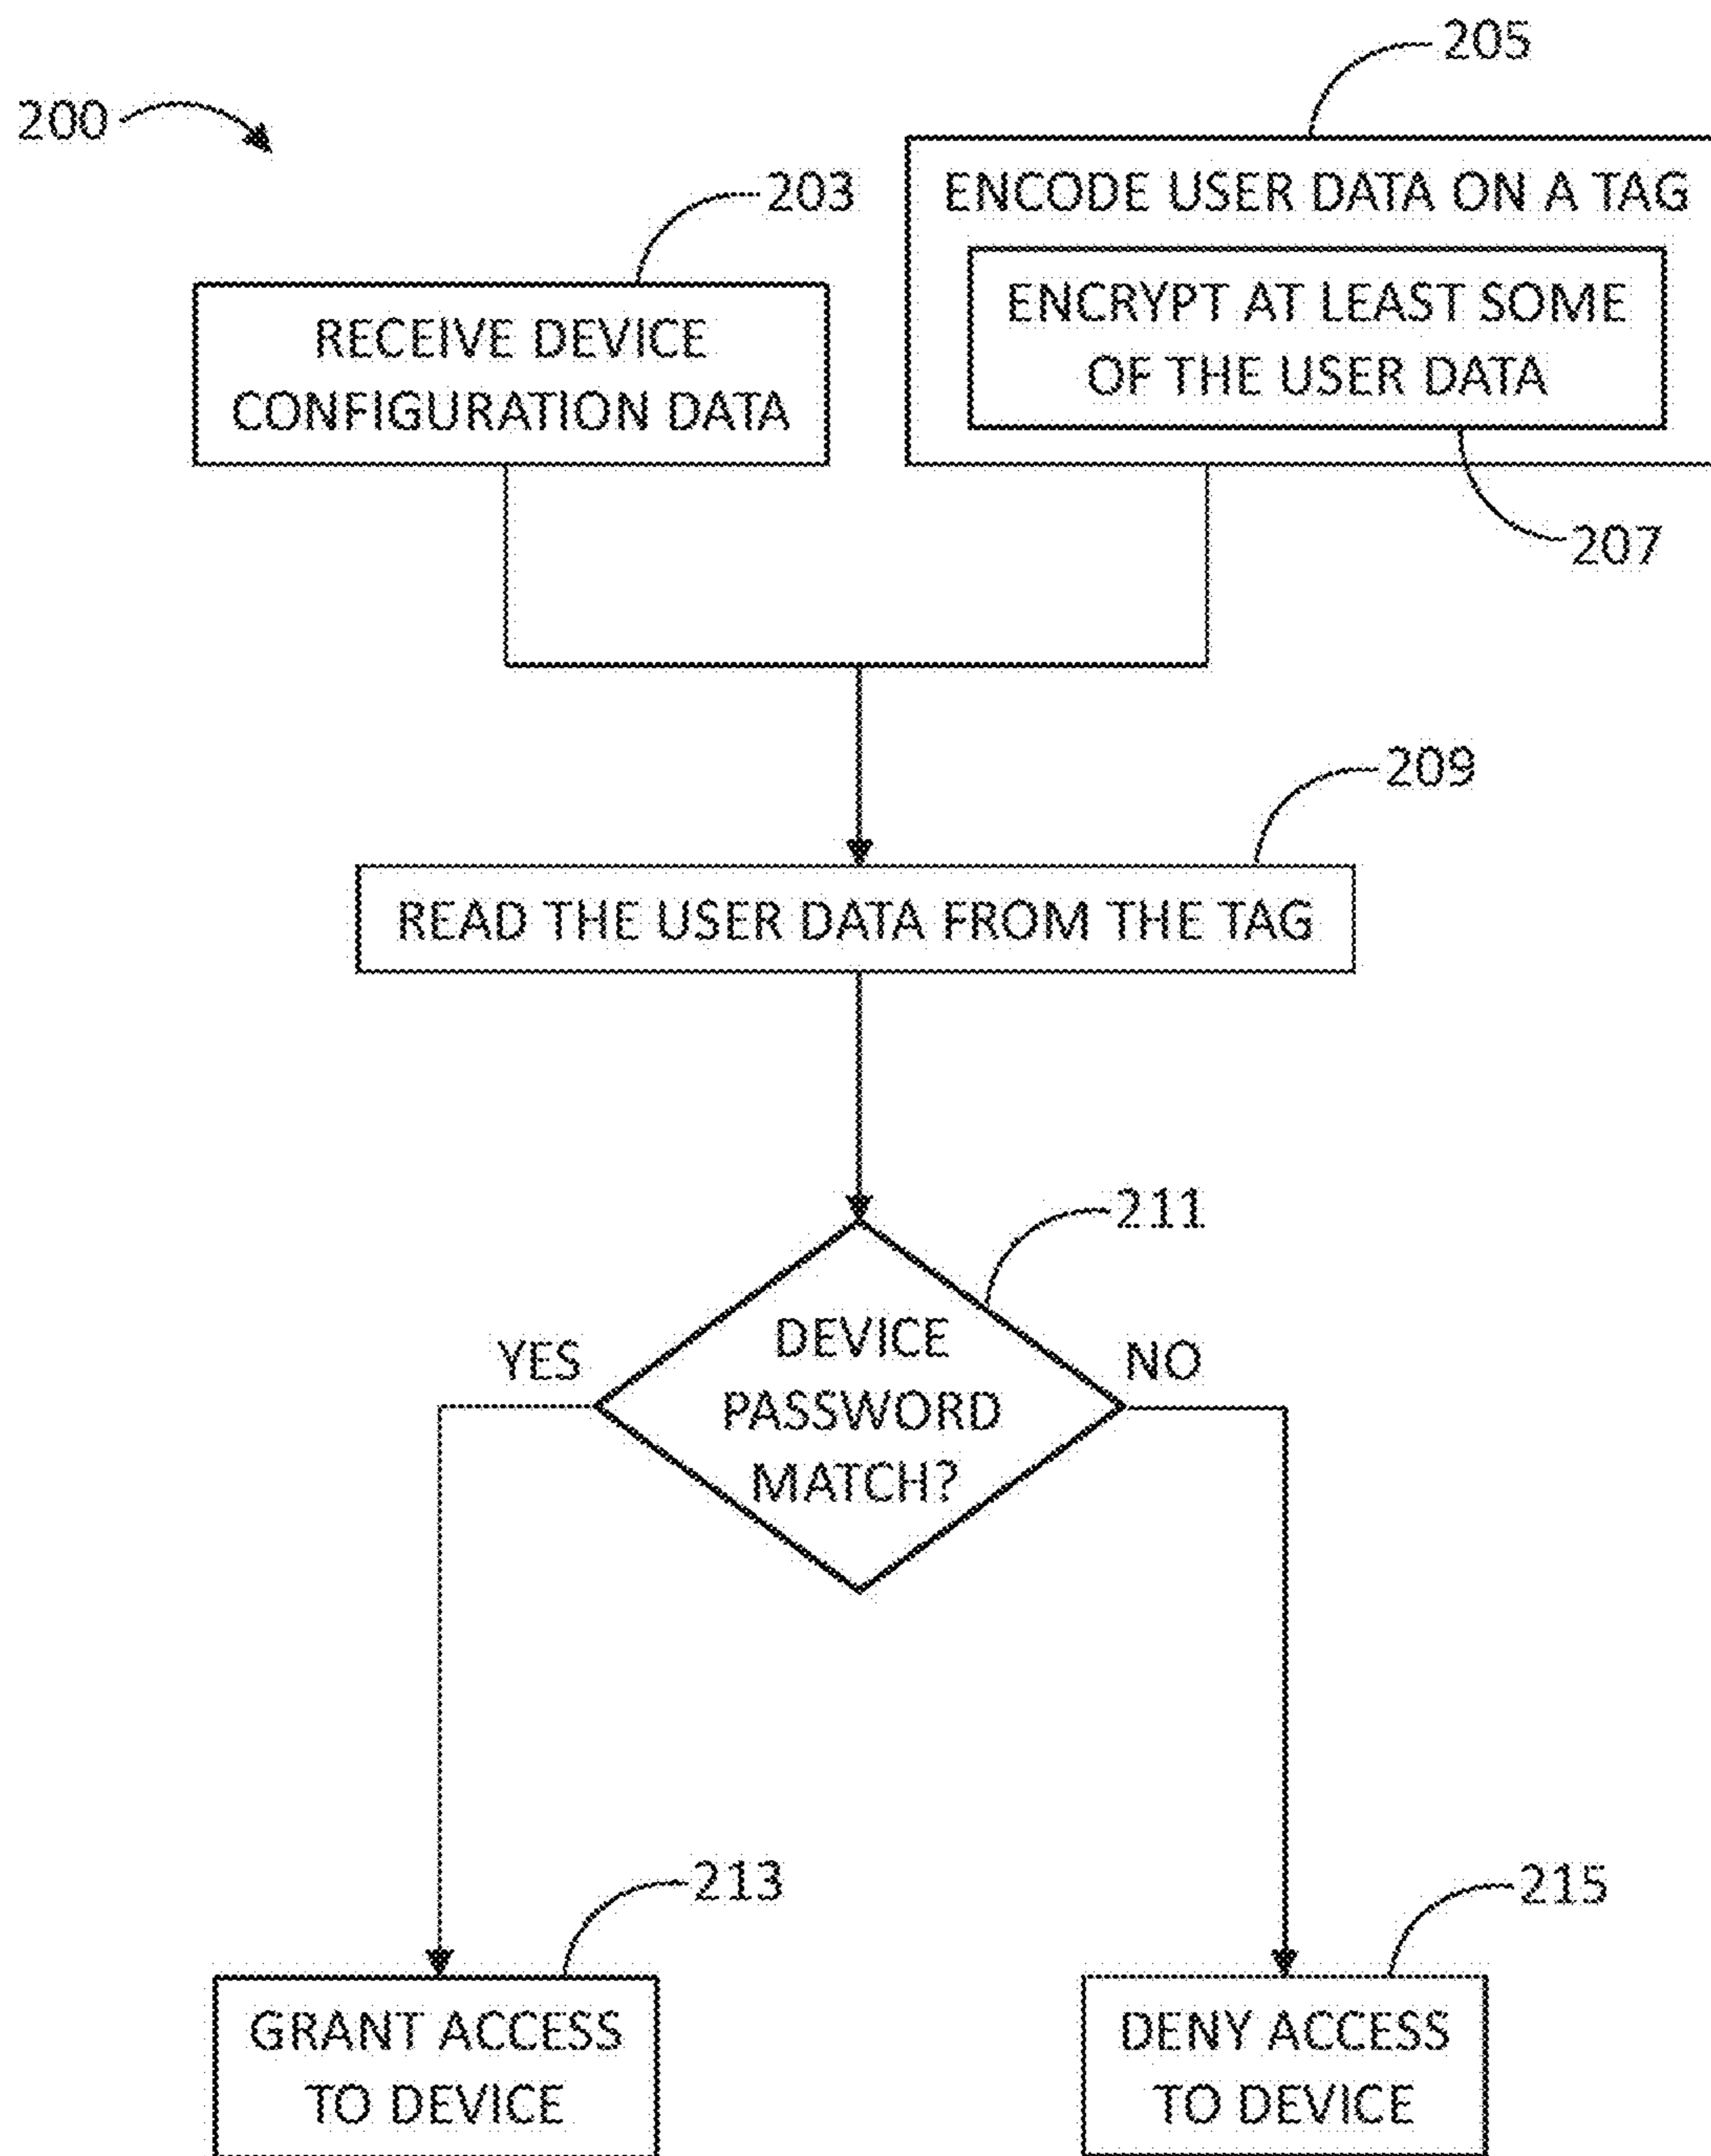 205
200
203
ENCODE USER DATA ON A TAG
ENCRYPT AT LEAST SOME
OF THE USER DATA
RECEIVE DEVICE
CONFIGURATION DATA
207
209
READ THE USER DATA FROM THE TAG
211
YES
DEVICE
PASSWORD
MATCH?
NO
213
215
GRANT ACCESS
TO DEVICE
DENY ACCESS
TO DEVICE